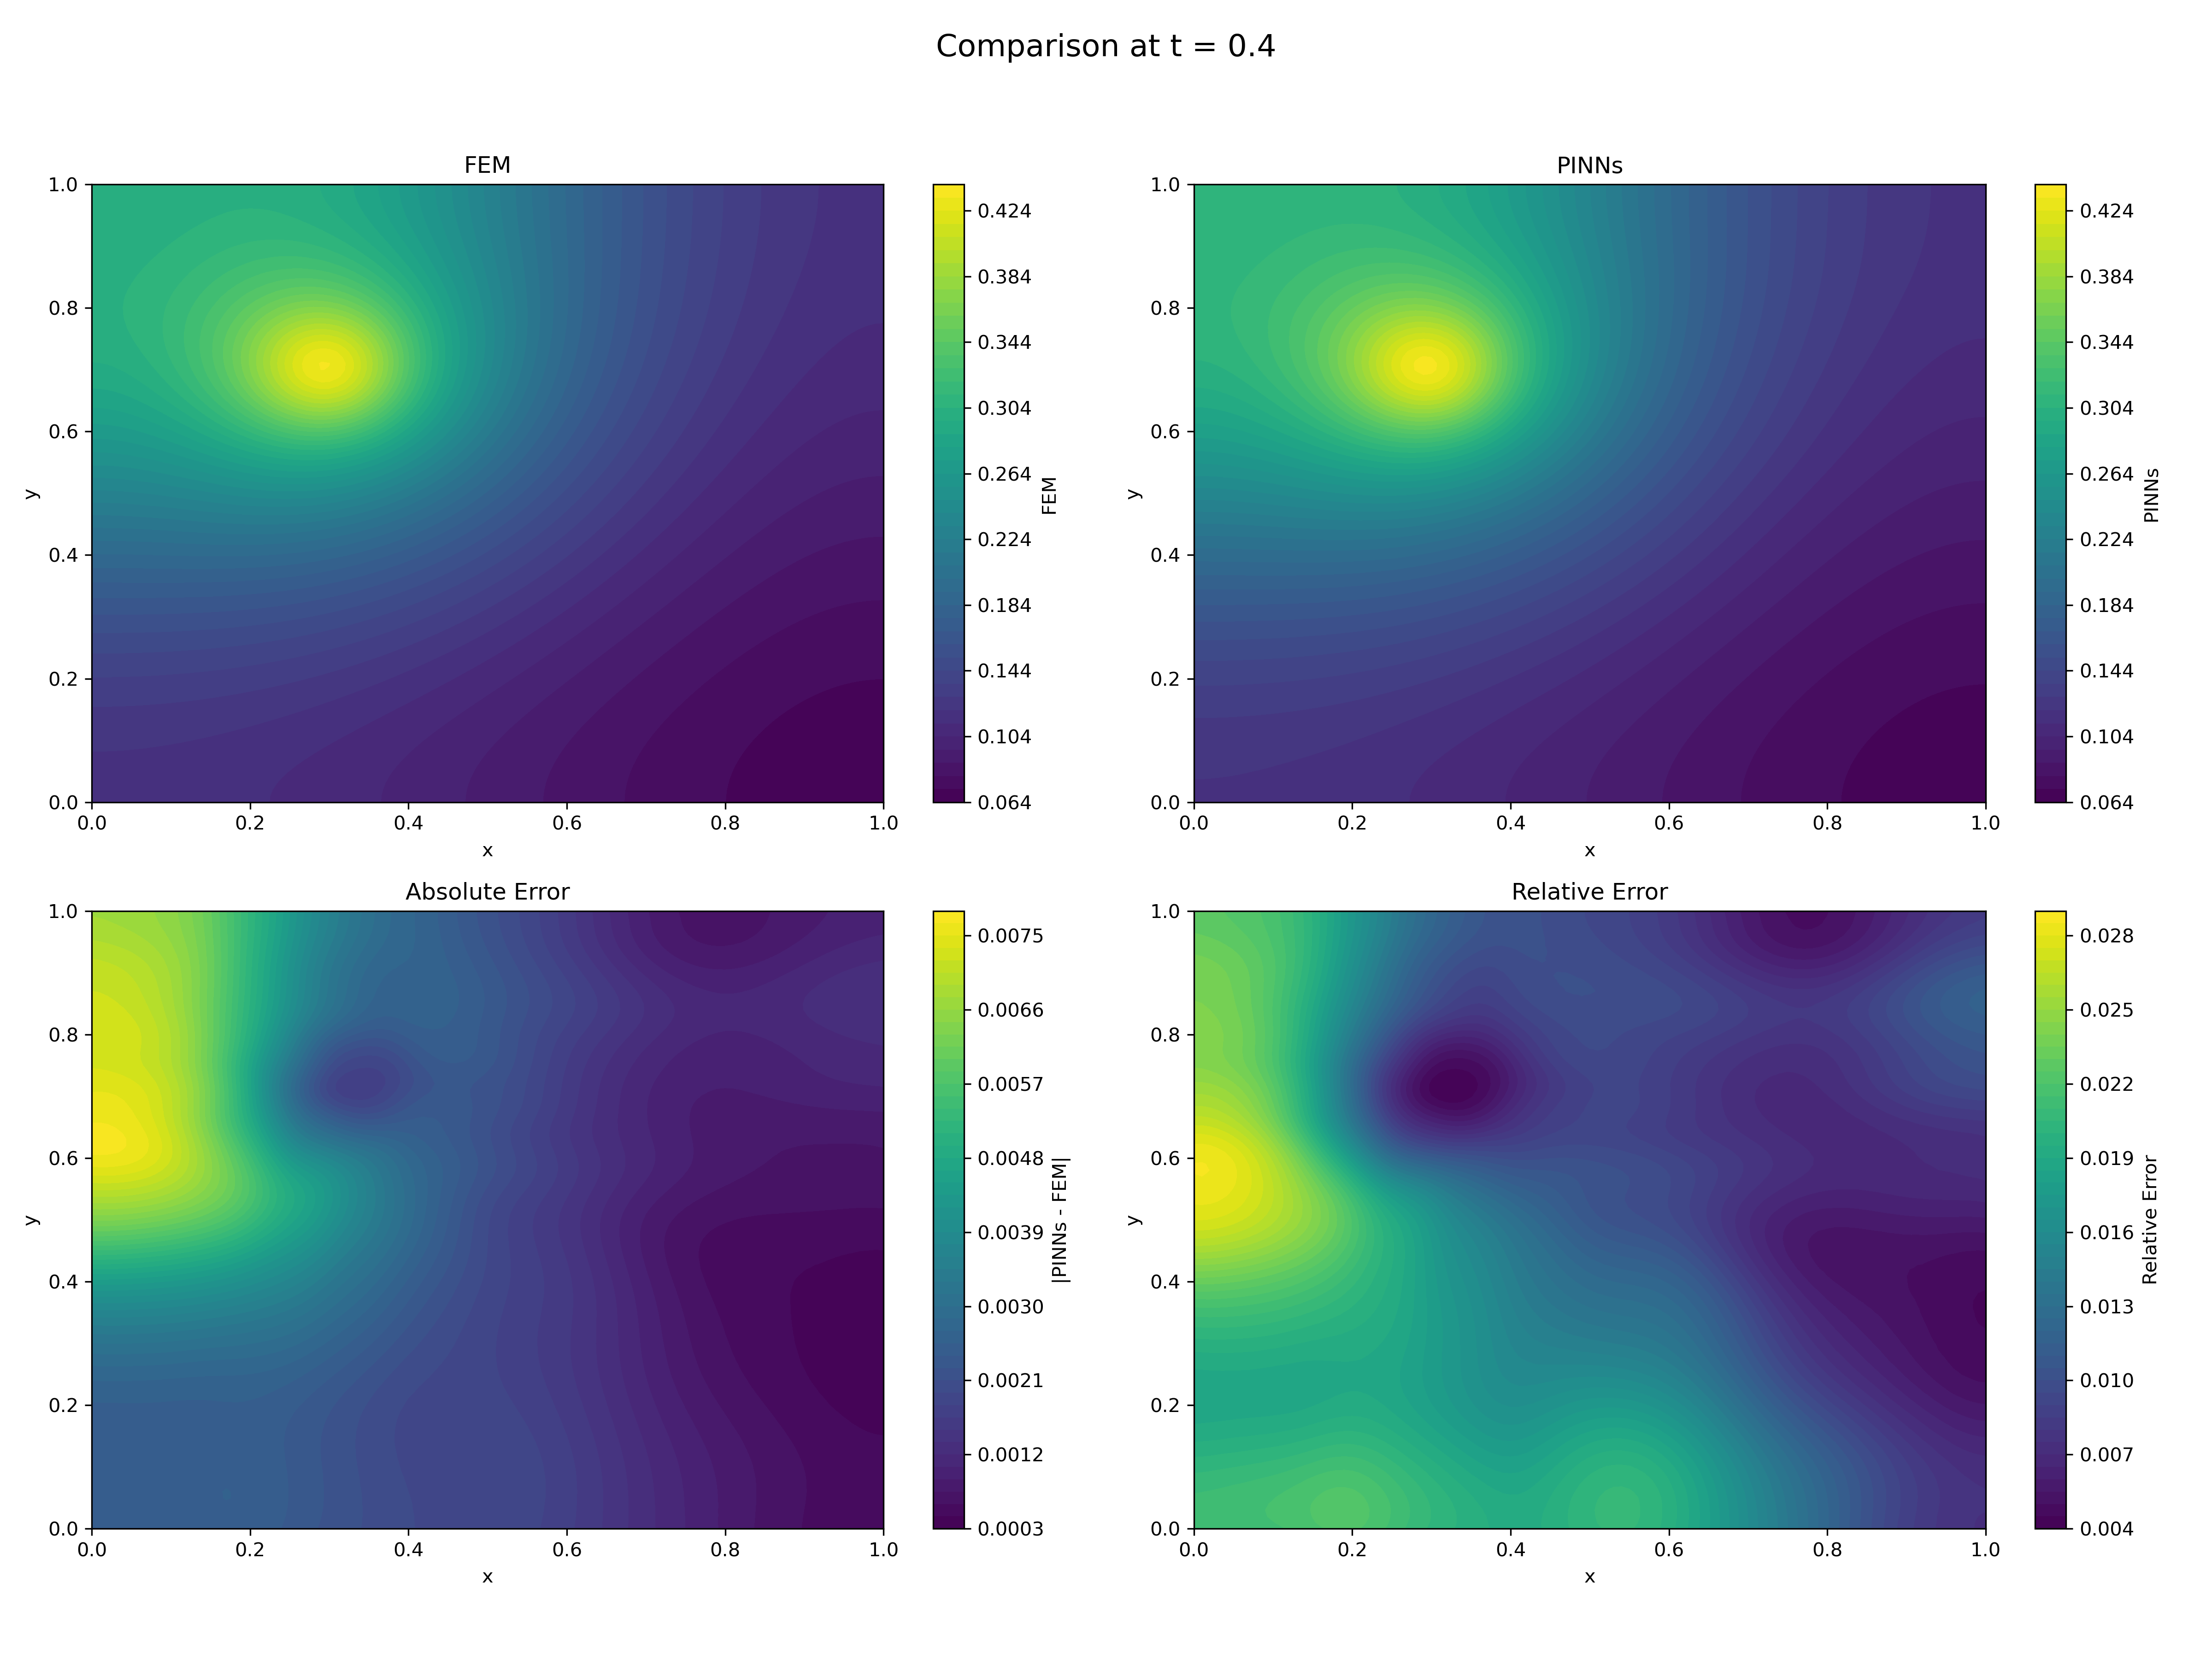 Comparison at t = 0.4
FEM
1.0
0.8
0.6
0.4
0.2
0.0
y
0.0 0.2 0.4 0.6 0.8 1.0
x
0.424
0.384
0.344
0.304
0.264
0.224
0.184
0.144
0.104
0.064
FEM
PINNs
1.0
0.8
0.6
0.4
0.2
0.0
y
0.0 0.2 0.4 0.6 0.8 1.0
x
0.424
0.384
0.344
0.304
0.264
0.224
0.184
0.144
0.104
0.064
PINNs
Absolute Error
1.0
0.8
0.6
0.4
0.2
0.0
y
0.0 0.2 0.4 0.6 0.8 1.0
x
0.0075
0.0066
0.0057
0.0048
0.0039
0.0030
0.0021
0.0012
0.0003
|PINNs - FEM|
Relative Error
1.0
0.8
0.6
0.4
0.2
0.0
y
0.0 0.2 0.4 0.6 0.8 1.0
x
0.028
0.025
0.022
0.019
0.016
0.013
0.010
0.007
0.004
Relative Error